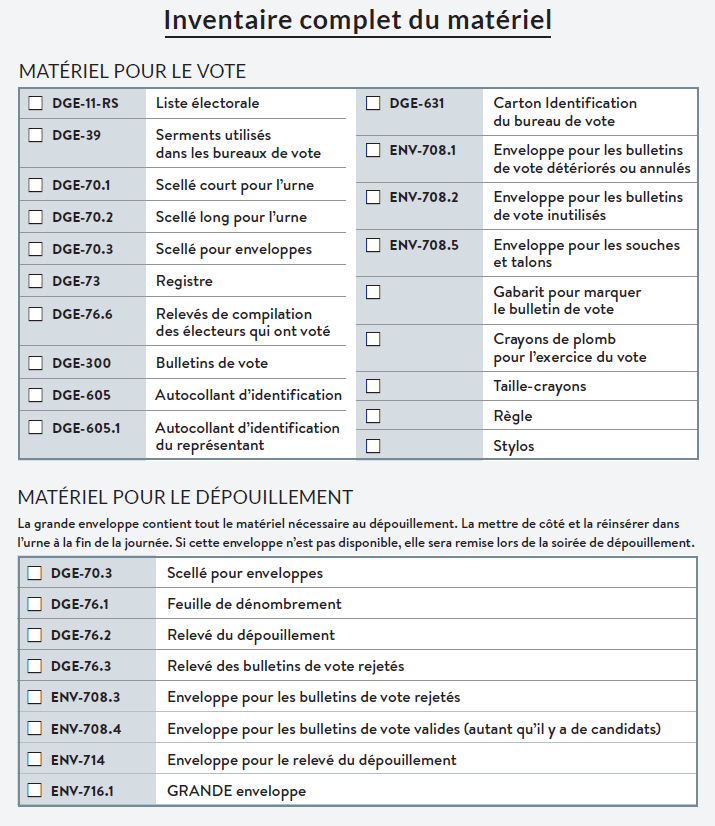 Inventaire complet du matériel
MATÉRIEL POUR LE VOTE
DGE-11-RS Liste électorale
DGE-39 Serments utilisés
dans les bureaux de vote
DGE-70.1 Scellé court pour l’urne
DGE-70.2 Scellé long pour l’urne
DGE-70.3 Scellé pour enveloppes
DGE-73 Registre
DGE-76.6 Relevés de compilation
des électeurs qui ont voté
DGE-300 Bulletins de vote
DGE-605 Autocollant d’identification
DGE-605.1 Autocollant d’identification
du représentant
DGE-631 Carton Identification
du bureau de vote
ENV-708.1 Enveloppe pour les bulletins
de vote détériorés ou annulés
ENV-708.2 Enveloppe pour les bulletins
de vote inutilisés
ENV-708.5 Enveloppe pour les souches
et talons
Gabarit pour marquer
le bulletin de vote
Crayons de plomb
pour l’exercice du vote
Taille-crayons
Règle
Stylos
MATÉRIEL POUR LE DÉPOUILLEMENT
La grande enveloppe contient tout le matériel nécessaire au dépouillement. La mettre de côté et la réinsérer dans
l’urne à la fin de la journée. Si cette enveloppe n’est pas disponible, elle sera remise lors de la soirée de dépouillement.
DGE-70.3 Scellé pour enveloppes
DGE-76.1 Feuille de dénombrement
DGE-76.2 Relevé du dépouillement
DGE-76.3 Relevé des bulletins de vote rejetés
ENV-708.3 Enveloppe pour les bulletins de vote rejetés
ENV-708.4 Enveloppe pour les bulletins de vote valides (autant qu’il y a de candidats)
ENV-714 Enveloppe pour le relevé du dépouillement
ENV-716.1 GRANDE enveloppe